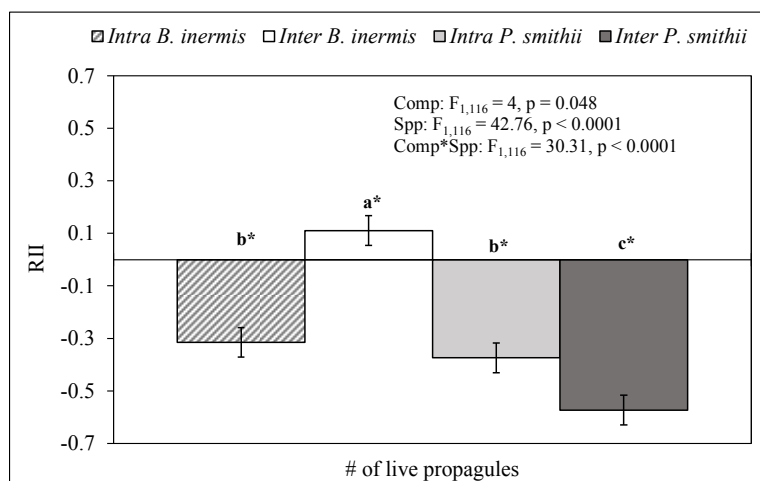 Intra B. inermis Inter B. inermis Intra P. smithii Inter P. smithii
0.7
Comp: F1,116 = 4, p = 0.048
Spp: F1,116 = 42.76, p < 0.0001
0.5
Comp*Spp: F1,116 = 30.31, p < 0.0001
0.3
a*
b* b* c*
0.1
RII
-0.1
-0.3
-0.5
-0.7
# of live propagules